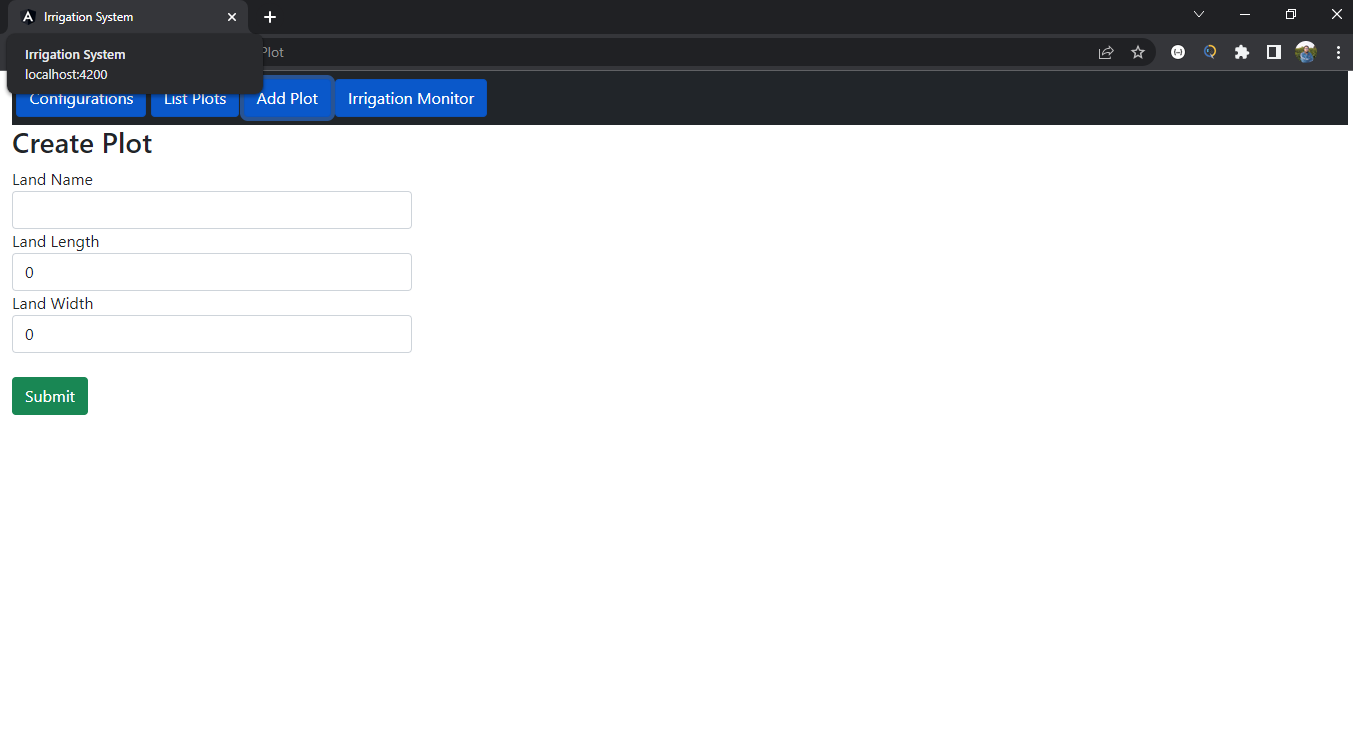 Irrigation System
Irrigation System
localhost:4200
Plot
Configurations List Plots Add Plot Irrigation Monitor
Create Plot
Land Name
Land Length
0
Land Width
0
Submit